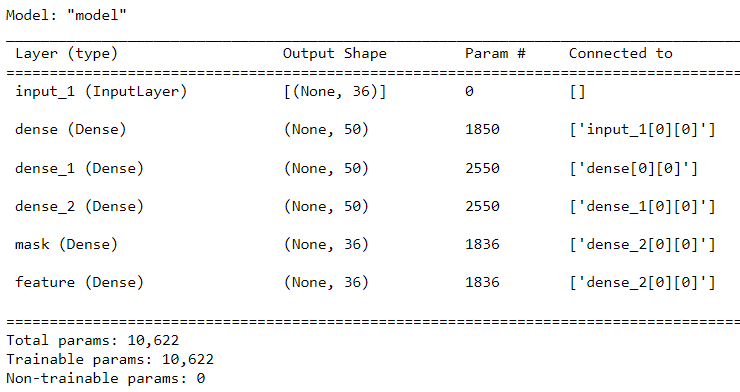 Model: "model"
Layer (type) Output Shape Param # Connected to
input_1 (InputLayer) [(None, 36)] 0 []
dense (Dense) (None, 50) 1850 ['input_1[0][0]']
dense_1 (Dense) (None, 50) 2550 ['dense[0][0]']
dense_2 (Dense) (None, 50) 2550 ['dense_1[0][0]']
mask (Dense) (None, 36) 1836 ['dense_2[0][0]']
feature (Dense) (None, 36) 1836 ['dense_2[0][0]']
Total params: 10,622
Trainable params: 10,622
Non-trainable params: 0